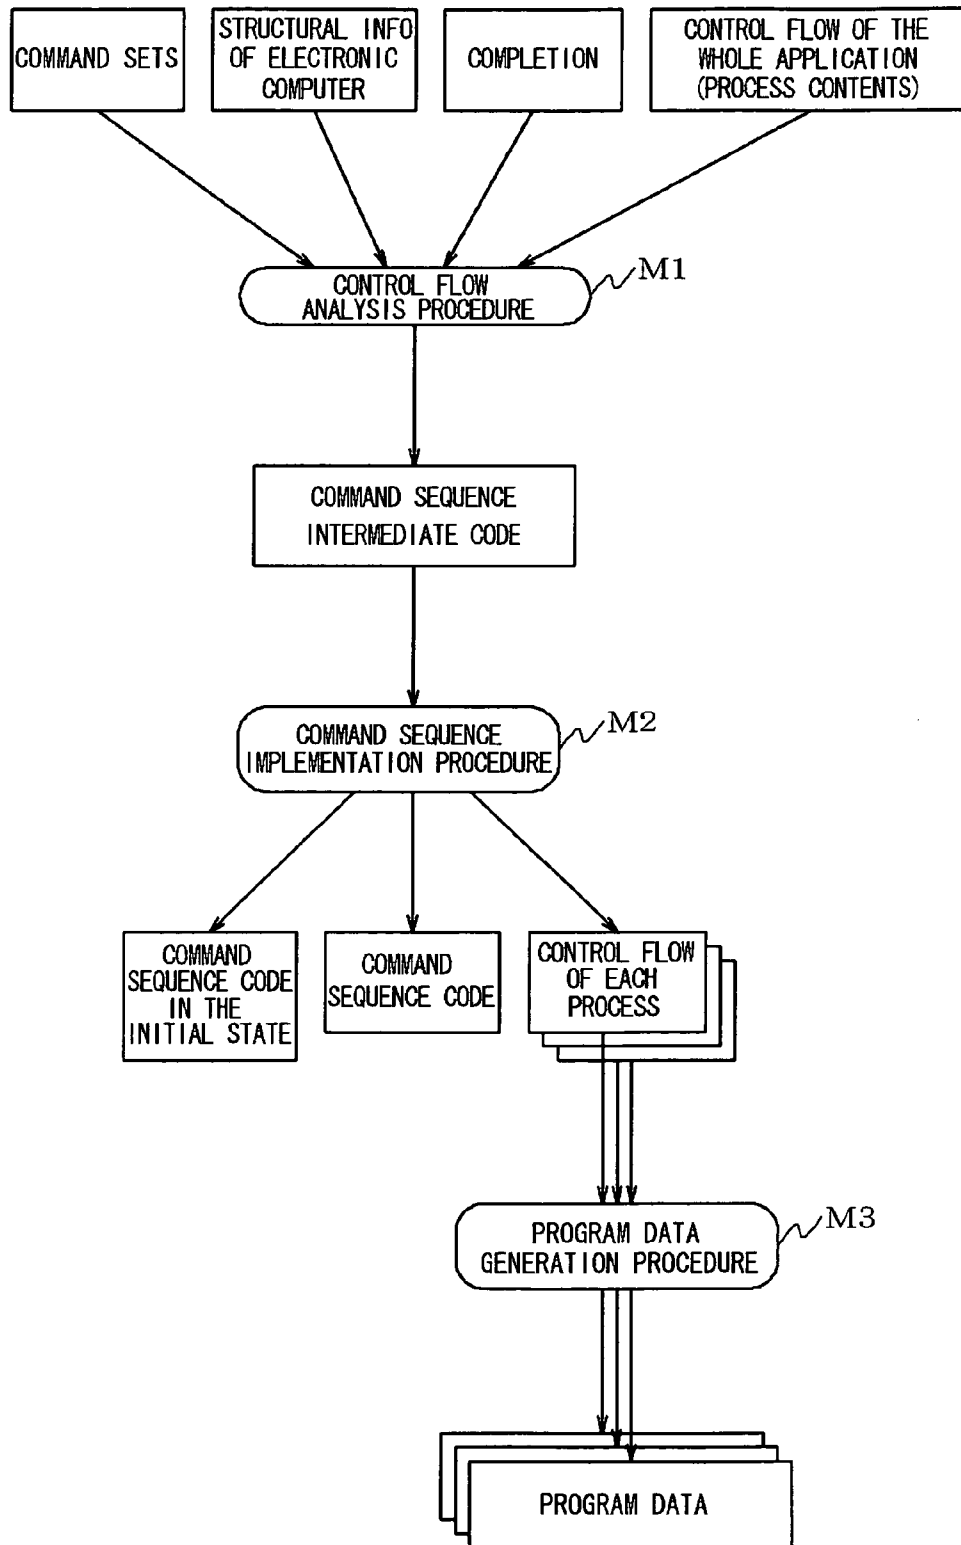 COMMAND SETS
STRUCTURAL INFO
OF ELECTRONIC
COMPUTER
COMPLETION
CONTROL FLOW OF THE
WHOLE APPLICATION
(PROCESS CONTENTS)
CONTROL FLOW
ANALYSIS PROCEDURE
M1
COMMAND SEQUENCE
INTERMEDIATE CODE
COMMAND SEQUENCE
IMPLEMENTATION PROCEDURE
M2
COMMAND
SEQUENCE CODE
IN THE
INITIAL STATE
COMMAND
SEQUENCE CODE
CONTROL FLOW
OF EACH
PROCESS
PROGRAM DATA
GENERATION PROCEDURE
M3
PROGRAM DATA